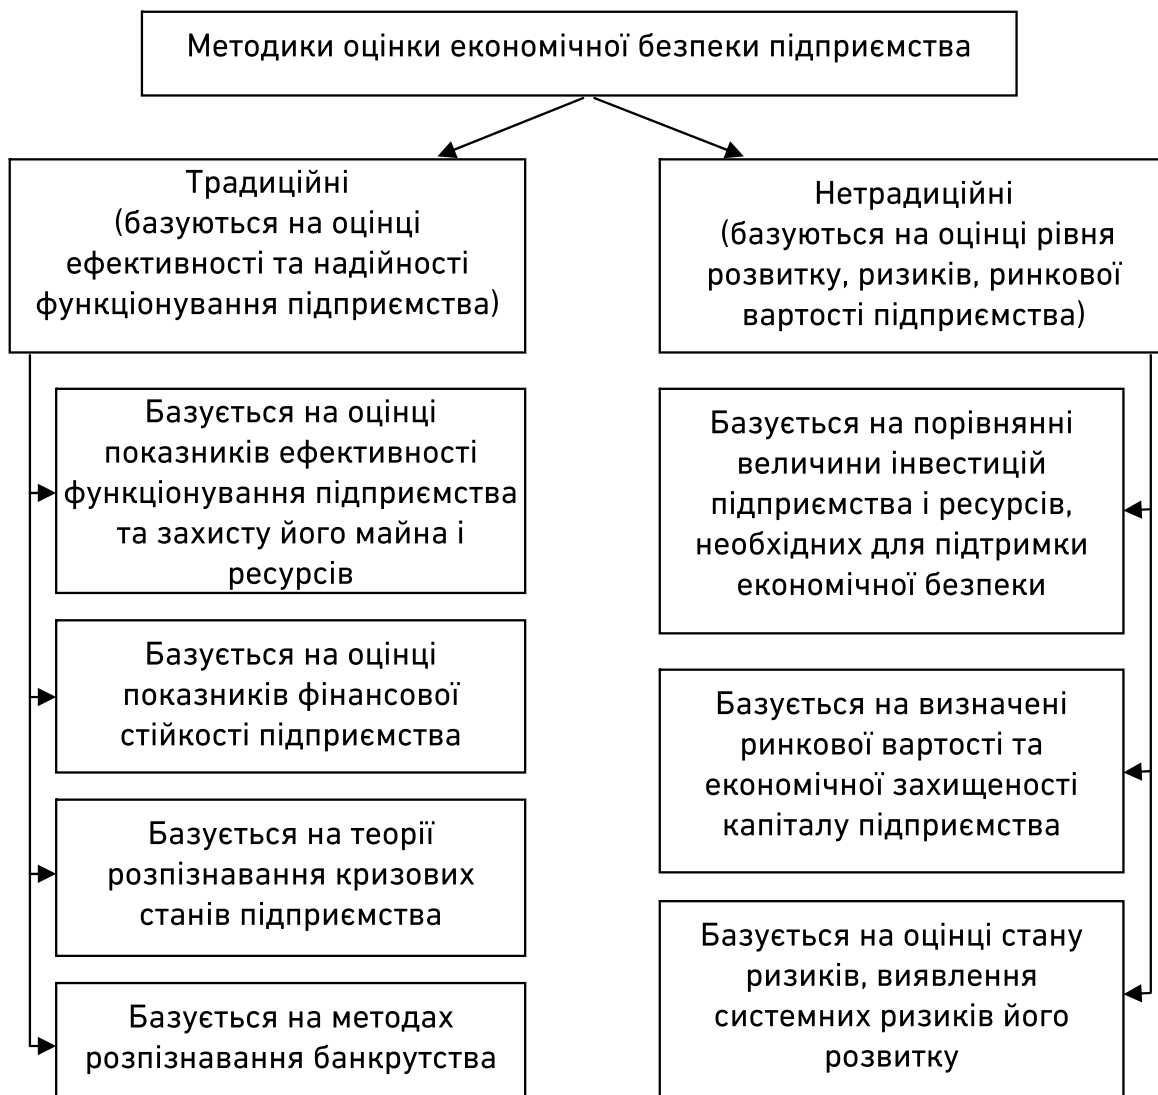 Методики оцінки економічної безпеки підприємства
Традиційні
(базуються на оцінці
ефективності та надійності
функціонування підприємства)
Базується на оцінці
показників ефективності
функціонування підприємства
та захисту його майна і
ресурсів
Базується на оцінці
показників фінансової
стійкості підприємства
Базується на теорії
розпізнавання кризових
станів підприємства
Базується на методах
розпізнавання банкрутства
Нетрадиційні
(базуються на оцінці рівня
розвитку, ризиків, ринкової
вартості підприємства)
Базується на порівнянні
величини інвестицій
підприємства і ресурсів,
необхідних для підтримки
економічної безпеки
Базується на визначені
ринкової вартості та
економічної захищеності
капіталу підприємства
Базується на оцінці стану
ризиків, виявлення
системних ризиків його
розвитку